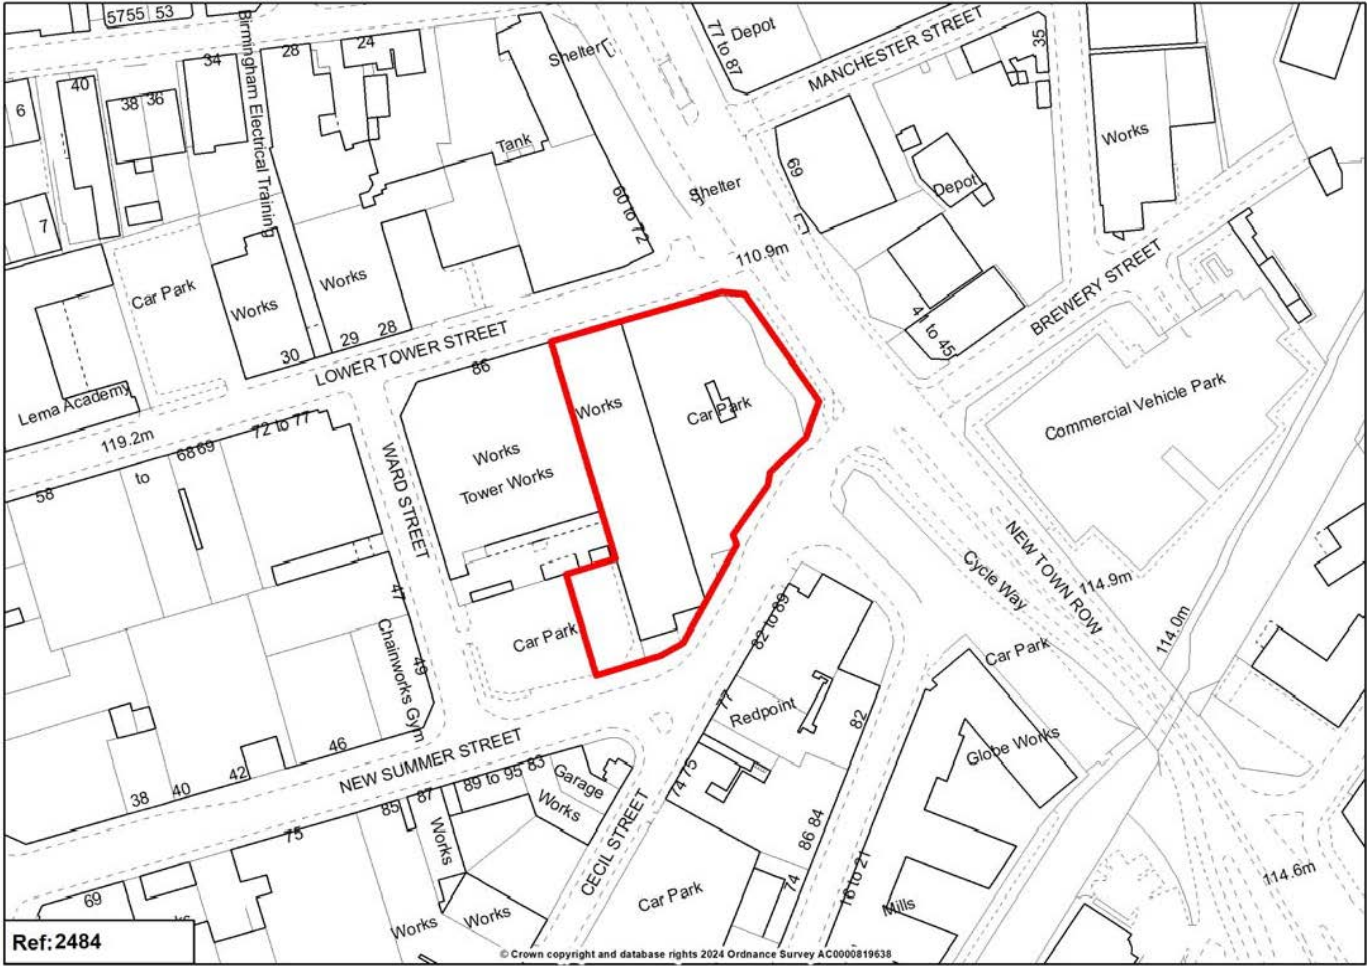 5755 53
Birmingham Electrical Training
28
24
34
40
38 36
6
7
Shelter
77 to 87
Depot
MANCHESTER STREET
35
Works
Tank
69
Shelter
Depot
60 to 72
110.9m
Car Park
Works
Works
30
29
28
LOWER TOWER STREET
BREWERY STREET
to 45
Lema Academy
119.2m
86
Works
Car Park
Commercial Vehicle Park
72 to 77
68 69
to
58
WARD STREET
Works
Tower Works
NEW TOWN ROW
Cycle Way
114.9m
114.0m
47
49
Chainworks Gym
Car Park
82 to 89
77
Redpoint
82
Car Park
Globe Works
NEW SUMMER STREET
46
42
40
38
74 75
89 to 95
83
Garage
Works
87
85
75
Works
CECIL STREET
86 84
74
18 to 21
Mills
114.6m
69
Works
Works
Car Park
Ref:2484
© Crown copyright and database rights 2024 Ordnance Survey AC0000819638